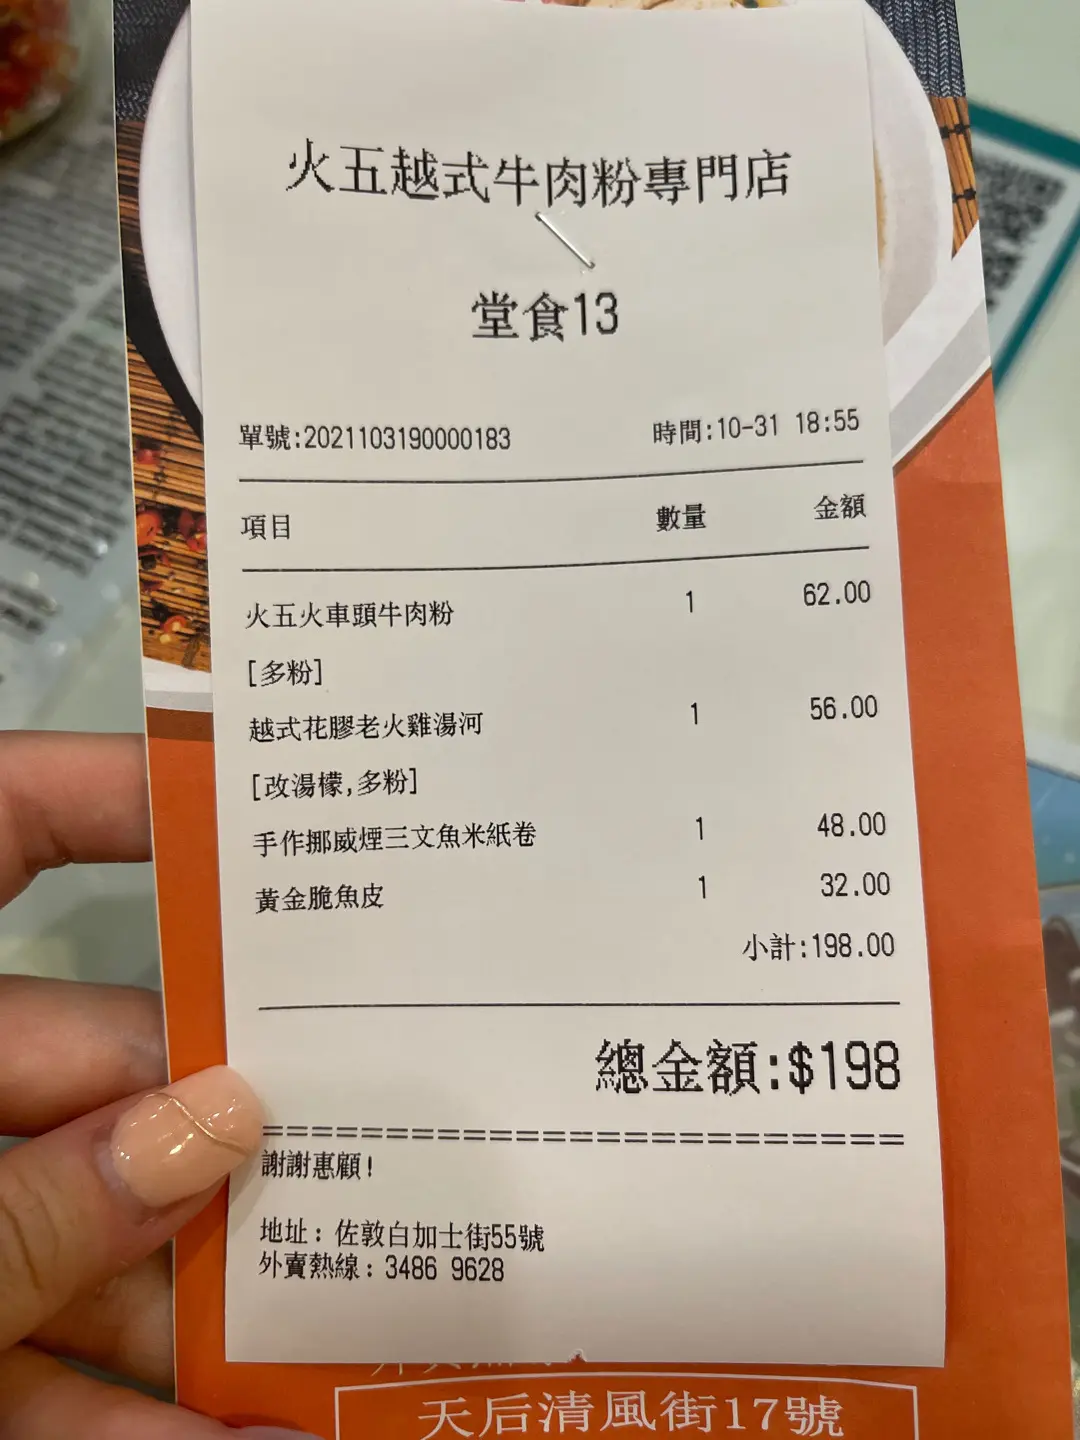 火五越式牛肉粉專門店
堂食13
單號:2021103190000183 時間:10-31 18:55
項目 數量 金額
火五火車頭牛肉粉 1 62.00
[多粉]
越式花膠老火雞湯河 1 56.00
[改湯檬,多粉]
手作挪威煙三文魚米紙卷 1 48.00
黃金脆魚皮 1 32.00
小計:198.00
總金額:$198
謝謝惠顧!
地址: 佐敦白加士街55號
外賣熱線: 3486 9628
天后清風街17號